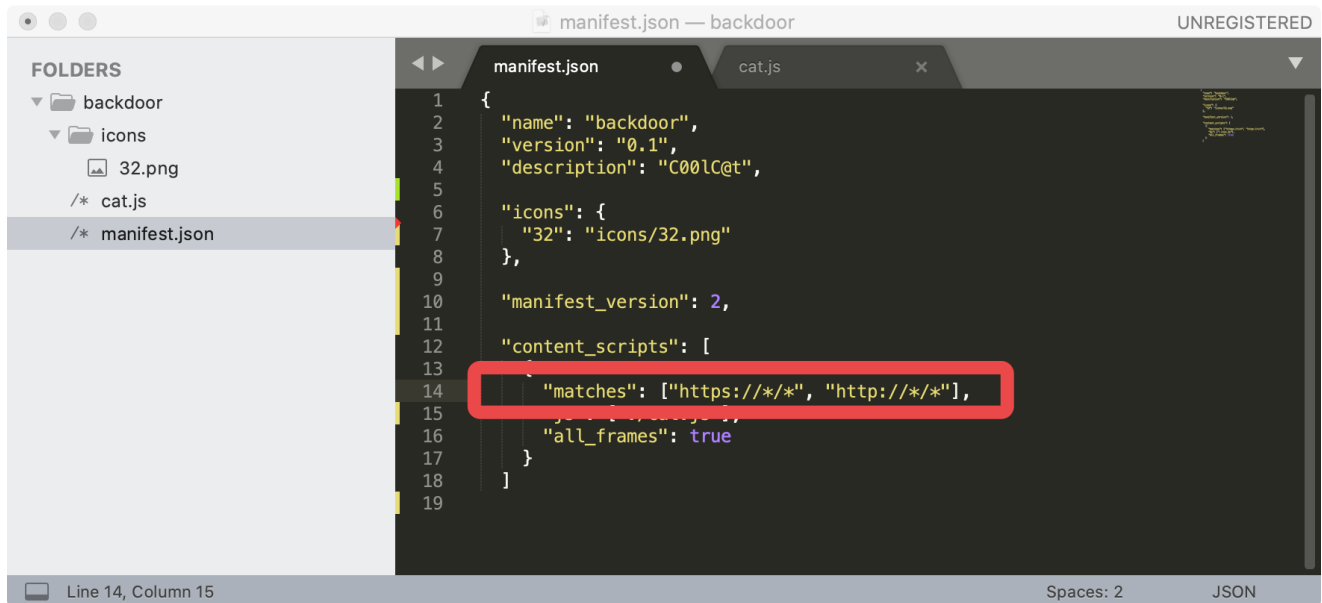 manifest.json — backdoor
UNREGISTERED
FOLDERS
backdoor
icons
32.png
/* cat.js
/* manifest.json
manifest.json
cat.js
1 {
2 "name": "backdoor",
3 "version": "0.1",
4 "description": "C00lC@t",
5
6 "icons": {
7 "32": "icons/32.png"
8 },
9
10 "manifest_version": 2,
11
12 "content_scripts": [
13 {
14 "matches": ["https://*/*", "http://*/*"],
15
16 "all_frames": true
17 }
18 ]
19
Line 14, Column 15
Spaces: 2
JSON